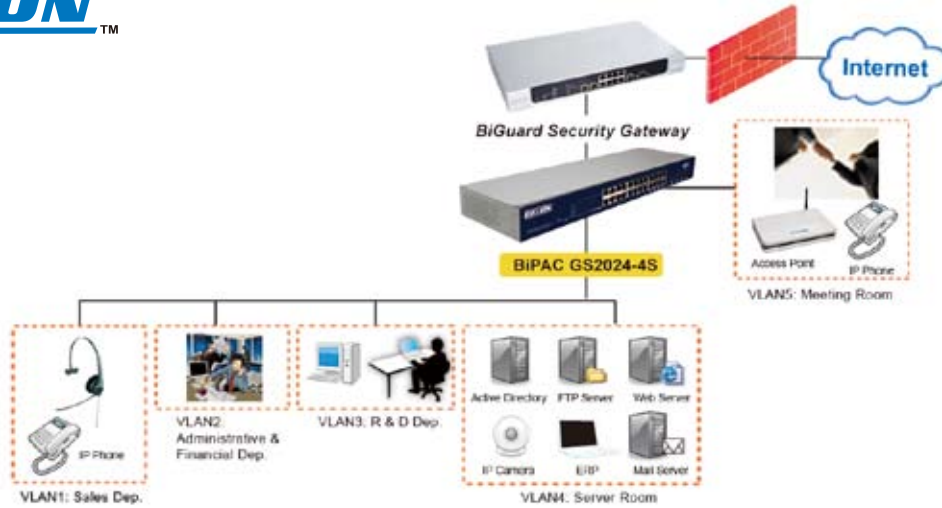 TM
Internet
BiGuard Security Gateway
BiPAC GS2024-4S
Access Point
IP Phone
VLAN5: Meeting Room
Active Directory
FTP Server
Web Server
IP Phone
VLAN1: Sales Dep.
VLAN2:
Administrative &
Financial Dep.
VLAN3: R & D Dep.
IP Camera
ERP
Mail Server
VLAN4: Server Room